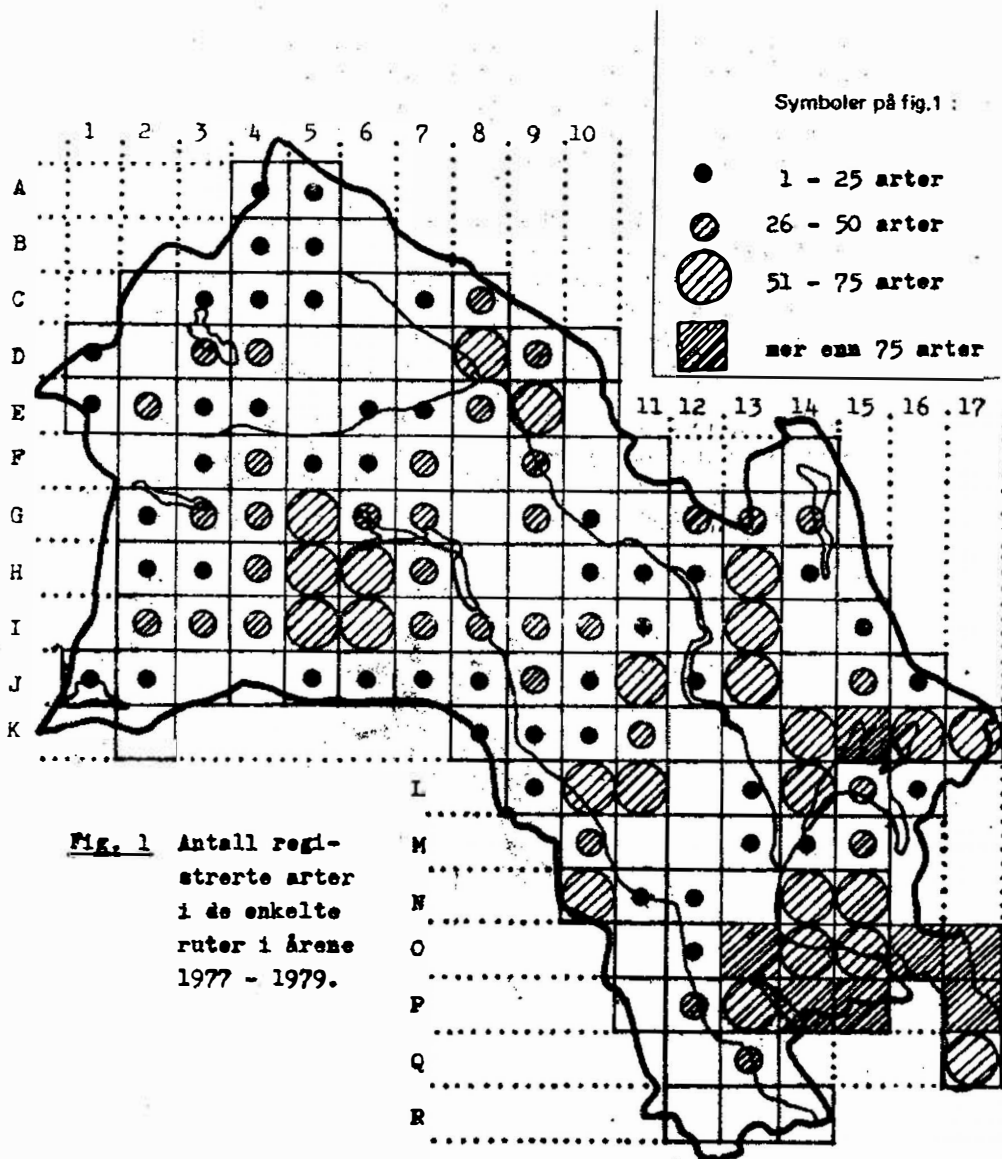 Symboler på fig.1 :
1 - 25 arter
26 - 50 arter
51 - 75 arter
mer enn 75 arter
1 2 3 4 5 6 7 8 9 10
A
B
C
D
E
11 12 13 14 15 16 17
F
G
H
I
J
K
L
M
N
O
P
Q
R
Fig. 1 Antall regi-
strerte arter
i de enkelte
ruter i årene
1977 - 1979.